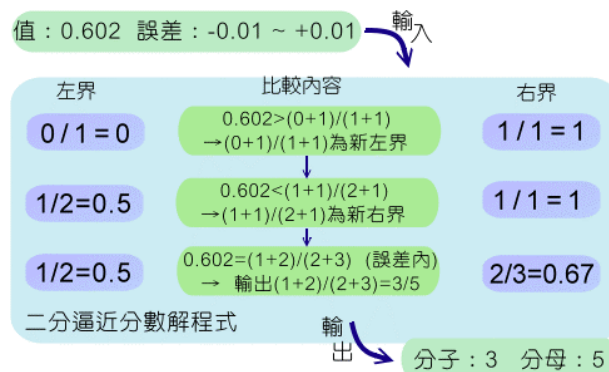 值：0.602 誤差：-0.01 ~ +0.01
輸入
左界
比較內容
右界
0 / 1 = 0
0.602>(0+1)/(1+1)
→(0+1)/(1+1)為新左界
1 / 1 = 1
1/2=0.5
0.602<(1+1)/(2+1)
→(1+1)/(2+1)為新右界
1 / 1 = 1
1/2=0.5
0.602=(1+2)/(2+3) (誤差內)
→ 輸出(1+2)/(2+3)=3/5
2/3=0.67
二分逼近分數解程式
輸出
分子：3 分母：5